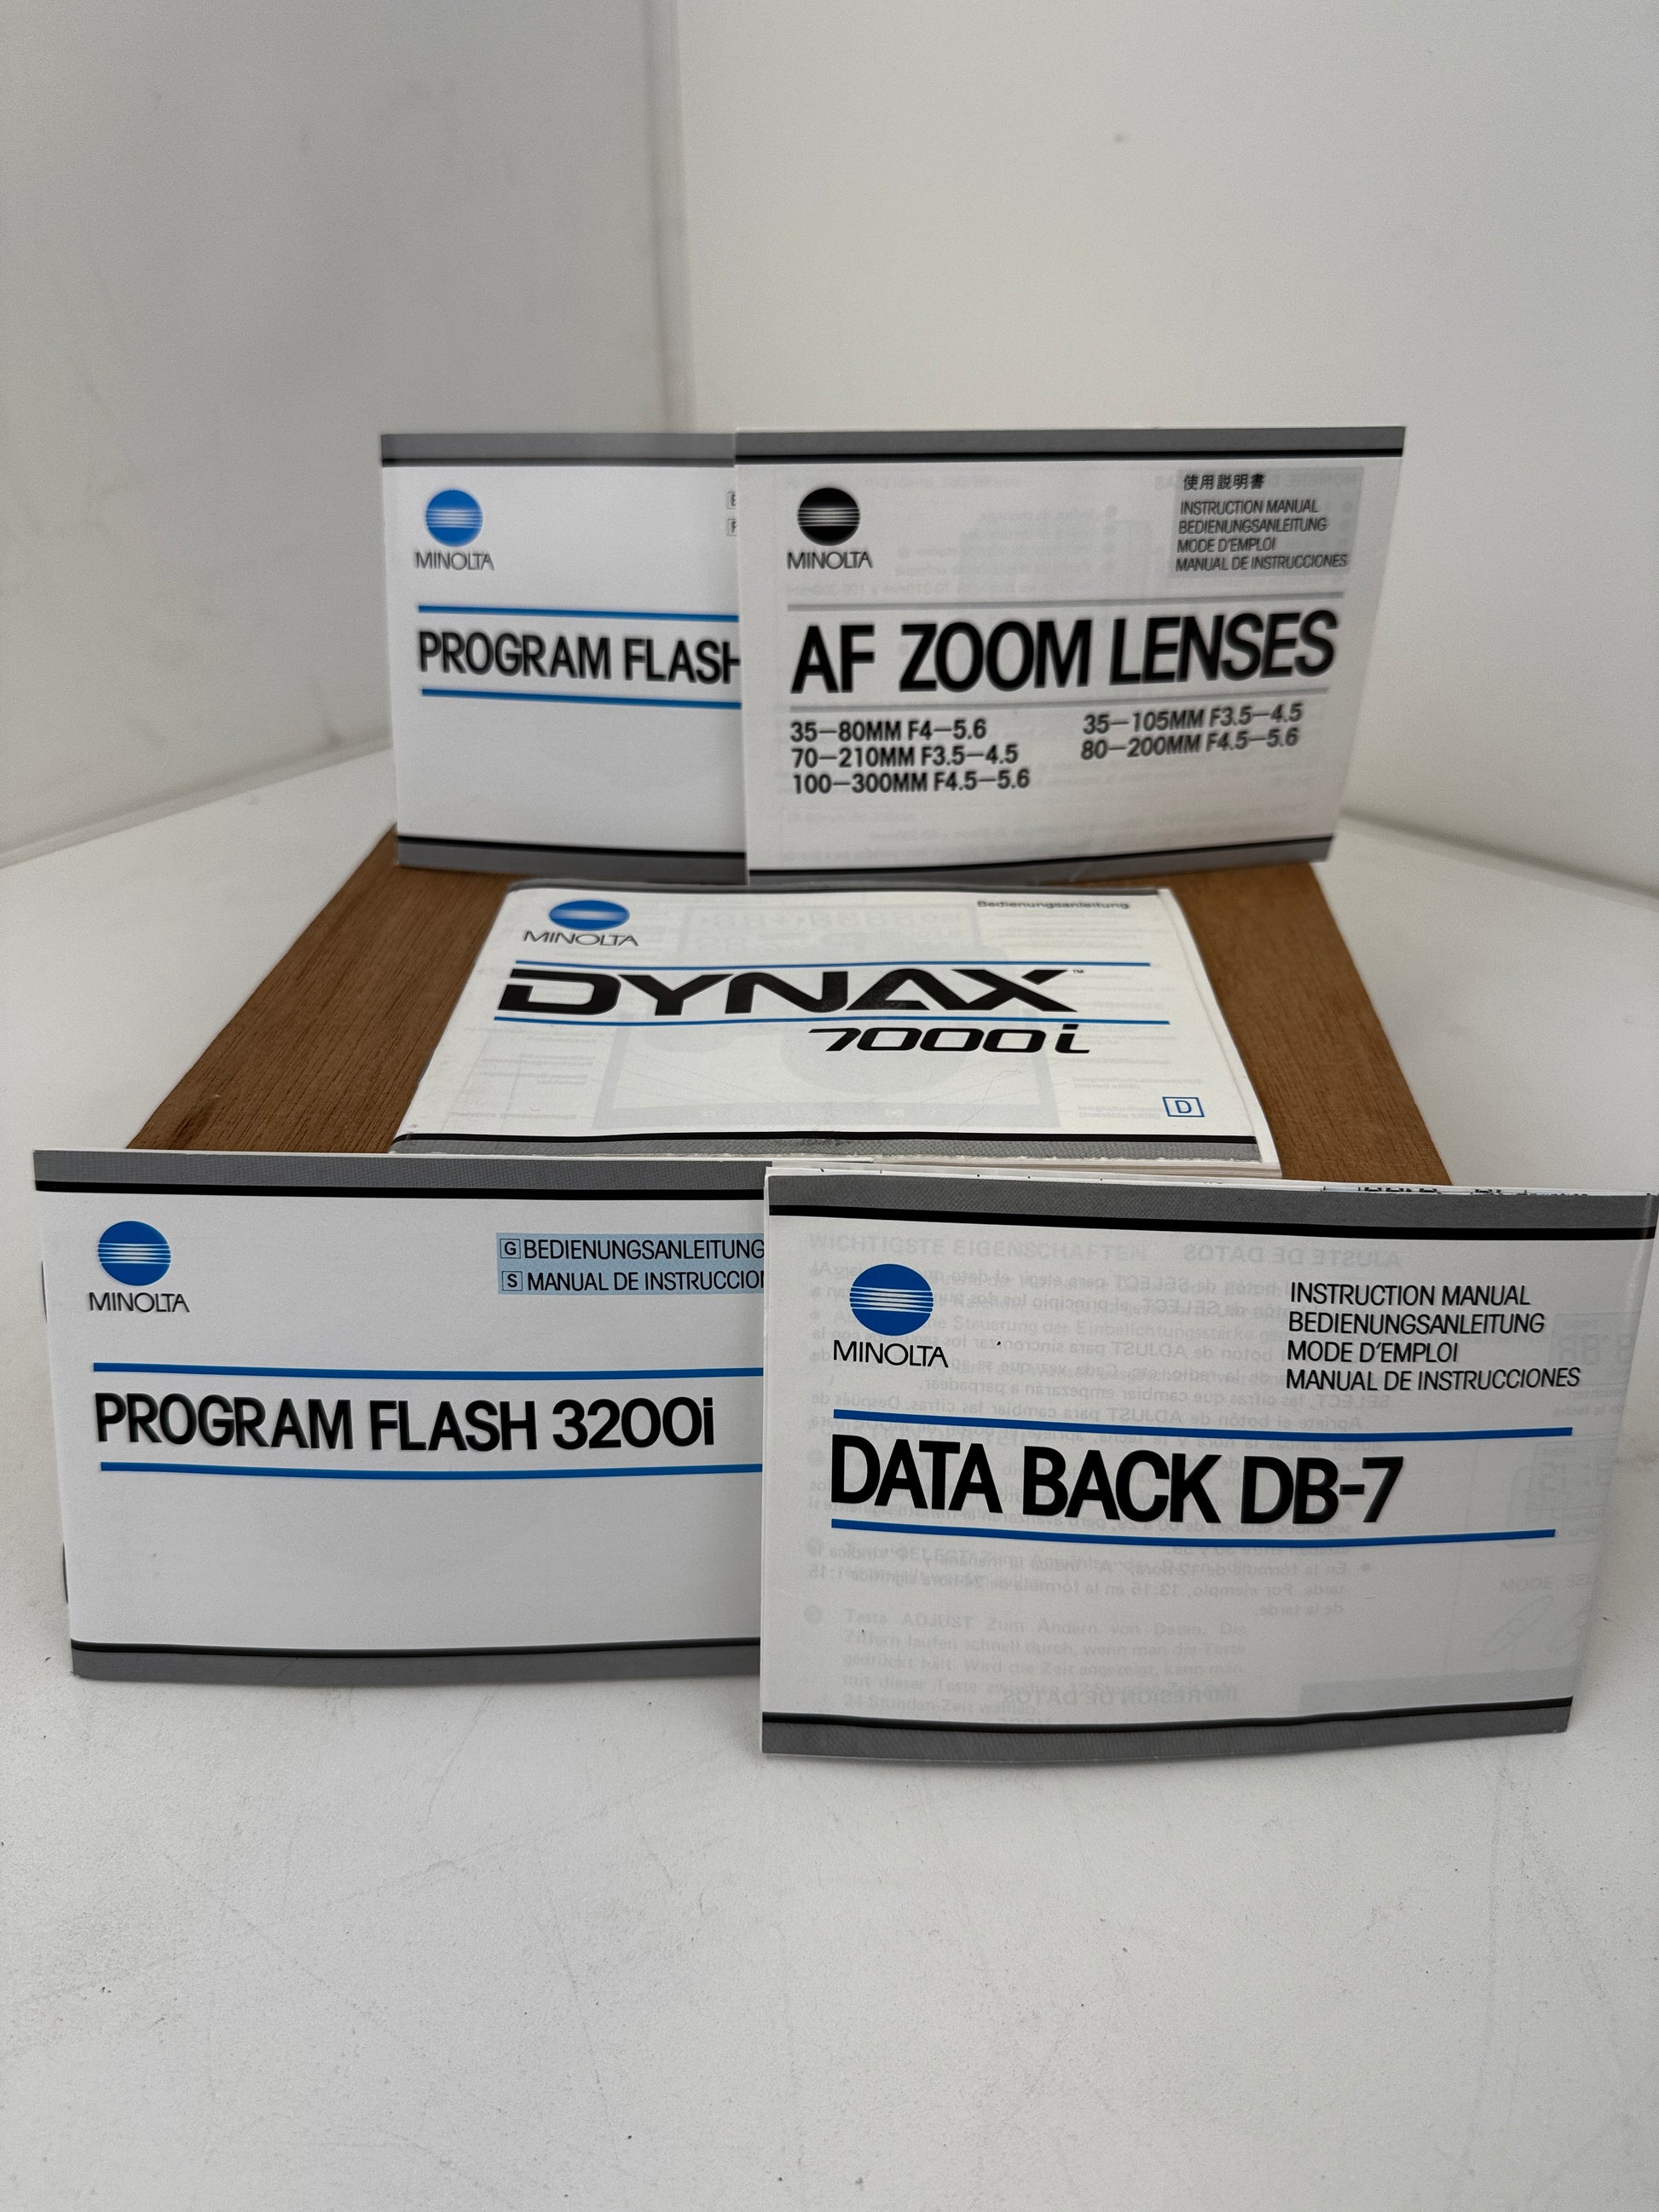 MINOLTA
E
F
PROGRAM FLASH
MINOLTA
使用説明書
INSTRUCTION MANUAL
BEDIENUNGSANLEITUNG
MODE D'EMPLOI
MANUAL DE INSTRUCCIONES
AF ZOOM LENSES
35–80MM F4–5.6
70–210MM F3.5–4.5
100–300MM F4.5–5.6
35–105MM F3.5–4.5
80–200MM F4.5–5.6
MINOLTA
Bedienungsanleitung
DYNAX™
7000i
D
MINOLTA
G BEDIENUNGSANLEITUNG
S MANUAL DE INSTRUCCIO
PROGRAM FLASH 3200i
MINOLTA
INSTRUCTION MANUAL
BEDIENUNGSANLEITUNG
MODE D'EMPLOI
MANUAL DE INSTRUCCIONES
DATA BACK DB-7